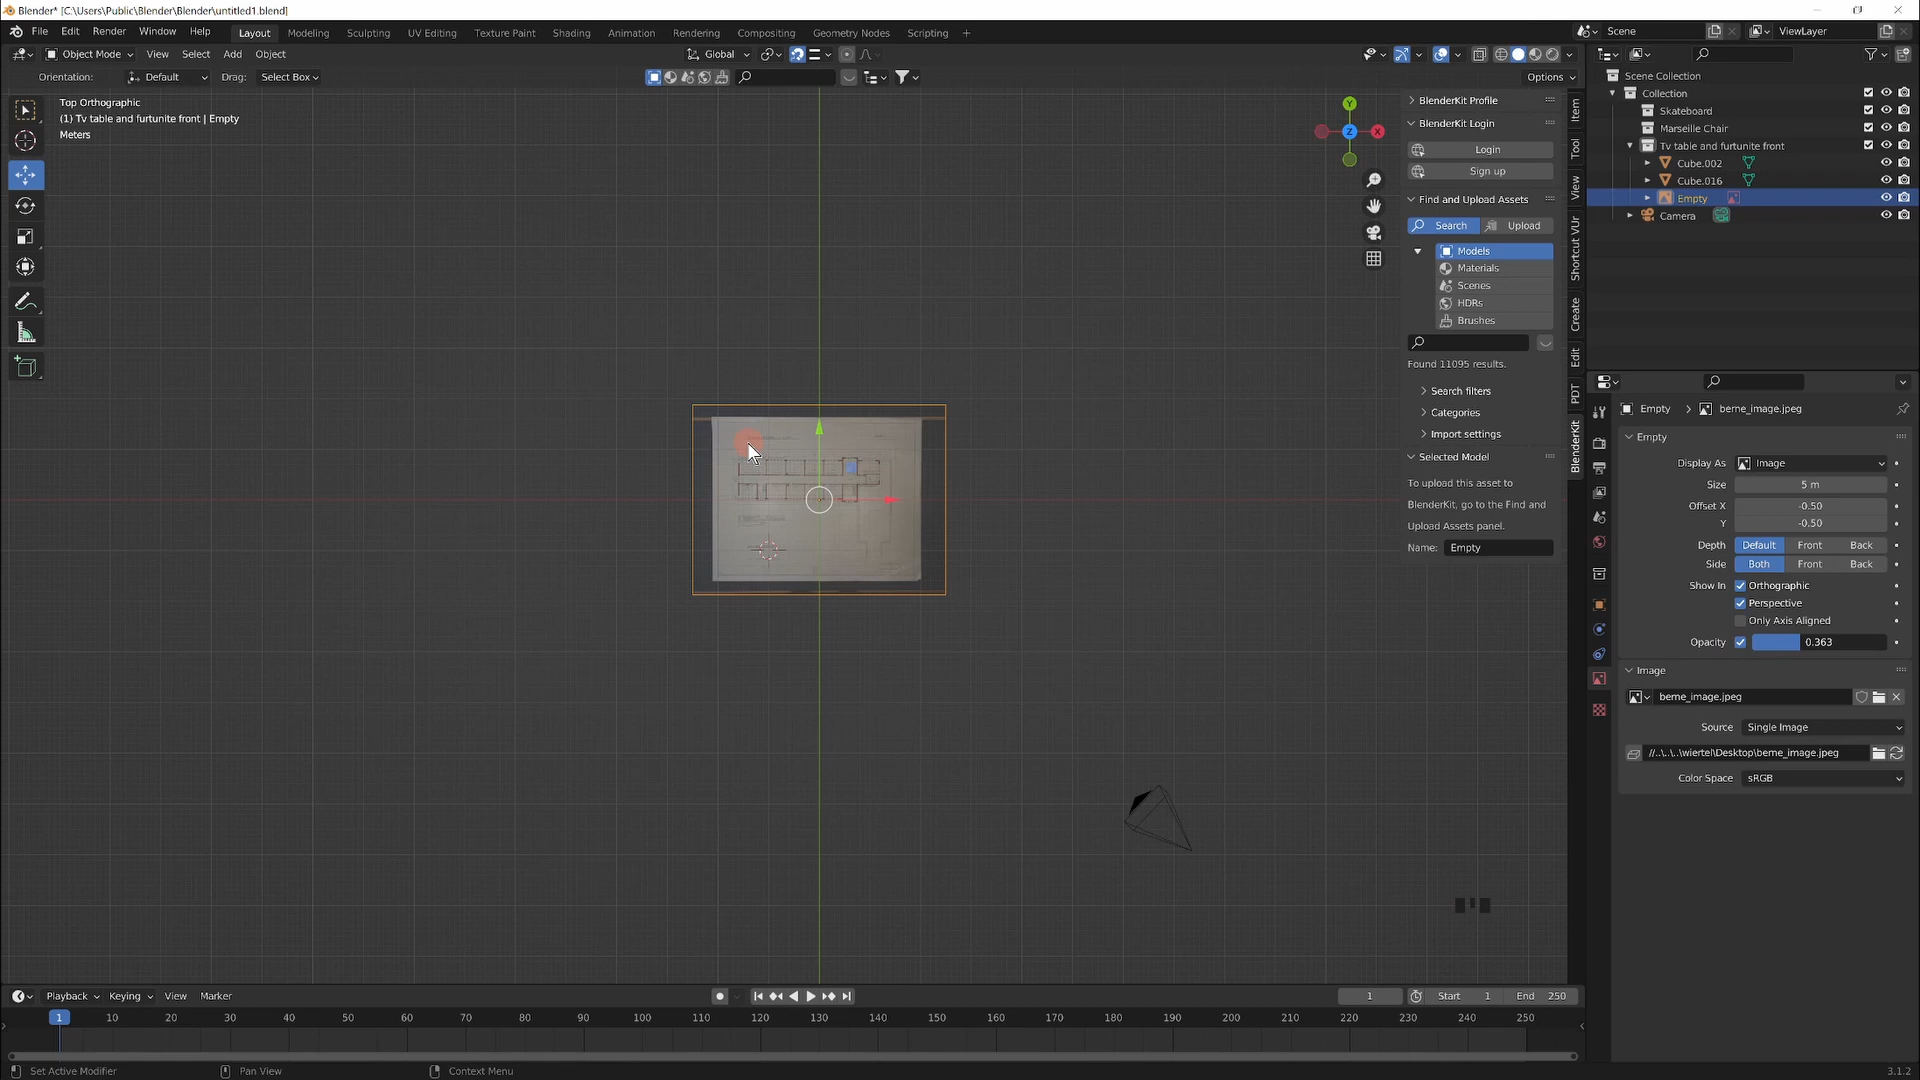 Blender* [C:\Users\Public\Blender\Blender\untitled1.blend]
File Edit Render Window Help Layout Modeling Sculpting UV Editing Texture Paint Shading Animation Rendering Compositing Geometry Nodes Scripting + Scene ViewLayer
Object Mode View Select Add Object Global
Orientation: Default Drag: Select Box Options
Top Orthographic
(1) Tv table and furtunite front | Empty
Meters
Y
X
Z
BlenderKit Profile
BlenderKit Login
Login
Sign up
Find and Upload Assets
Search Upload
Models
Materials
Scenes
HDRs
Brushes
Found 11095 results.
Search filters
Categories
Import settings
Selected Model
To upload this asset to
BlenderKit, go to the Find and
Upload Assets panel.
Name: Empty
Item
Tool
View
Shortcut VUr
Create
Edit
PDT
BlenderKit
Scene Collection
Collection
Skateboard
Marseille Chair
Tv table and furtunite front
Cube.002
Cube.016
Empty
Camera
Empty berne_image.jpeg
Empty
Display As Image
Size 5 m
Offset X -0.50
Y -0.50
Depth Default Front Back
Side Both Front Back
Show In Orthographic
Perspective
Only Axis Aligned
Opacity 0.363
Image
berne_image.jpeg
Source Single Image
//..\..\..\wiertel\Desktop\berne_image.jpeg
Color Space sRGB
Playback Keying View Marker 1 Start 1 End 250
1 10 20 30 40 50 60 70 80 90 100 110 120 130 140 150 160 170 180 190 200 210 220 230 240 250
Set Active Modifier Pan View Context Menu 3.1.2